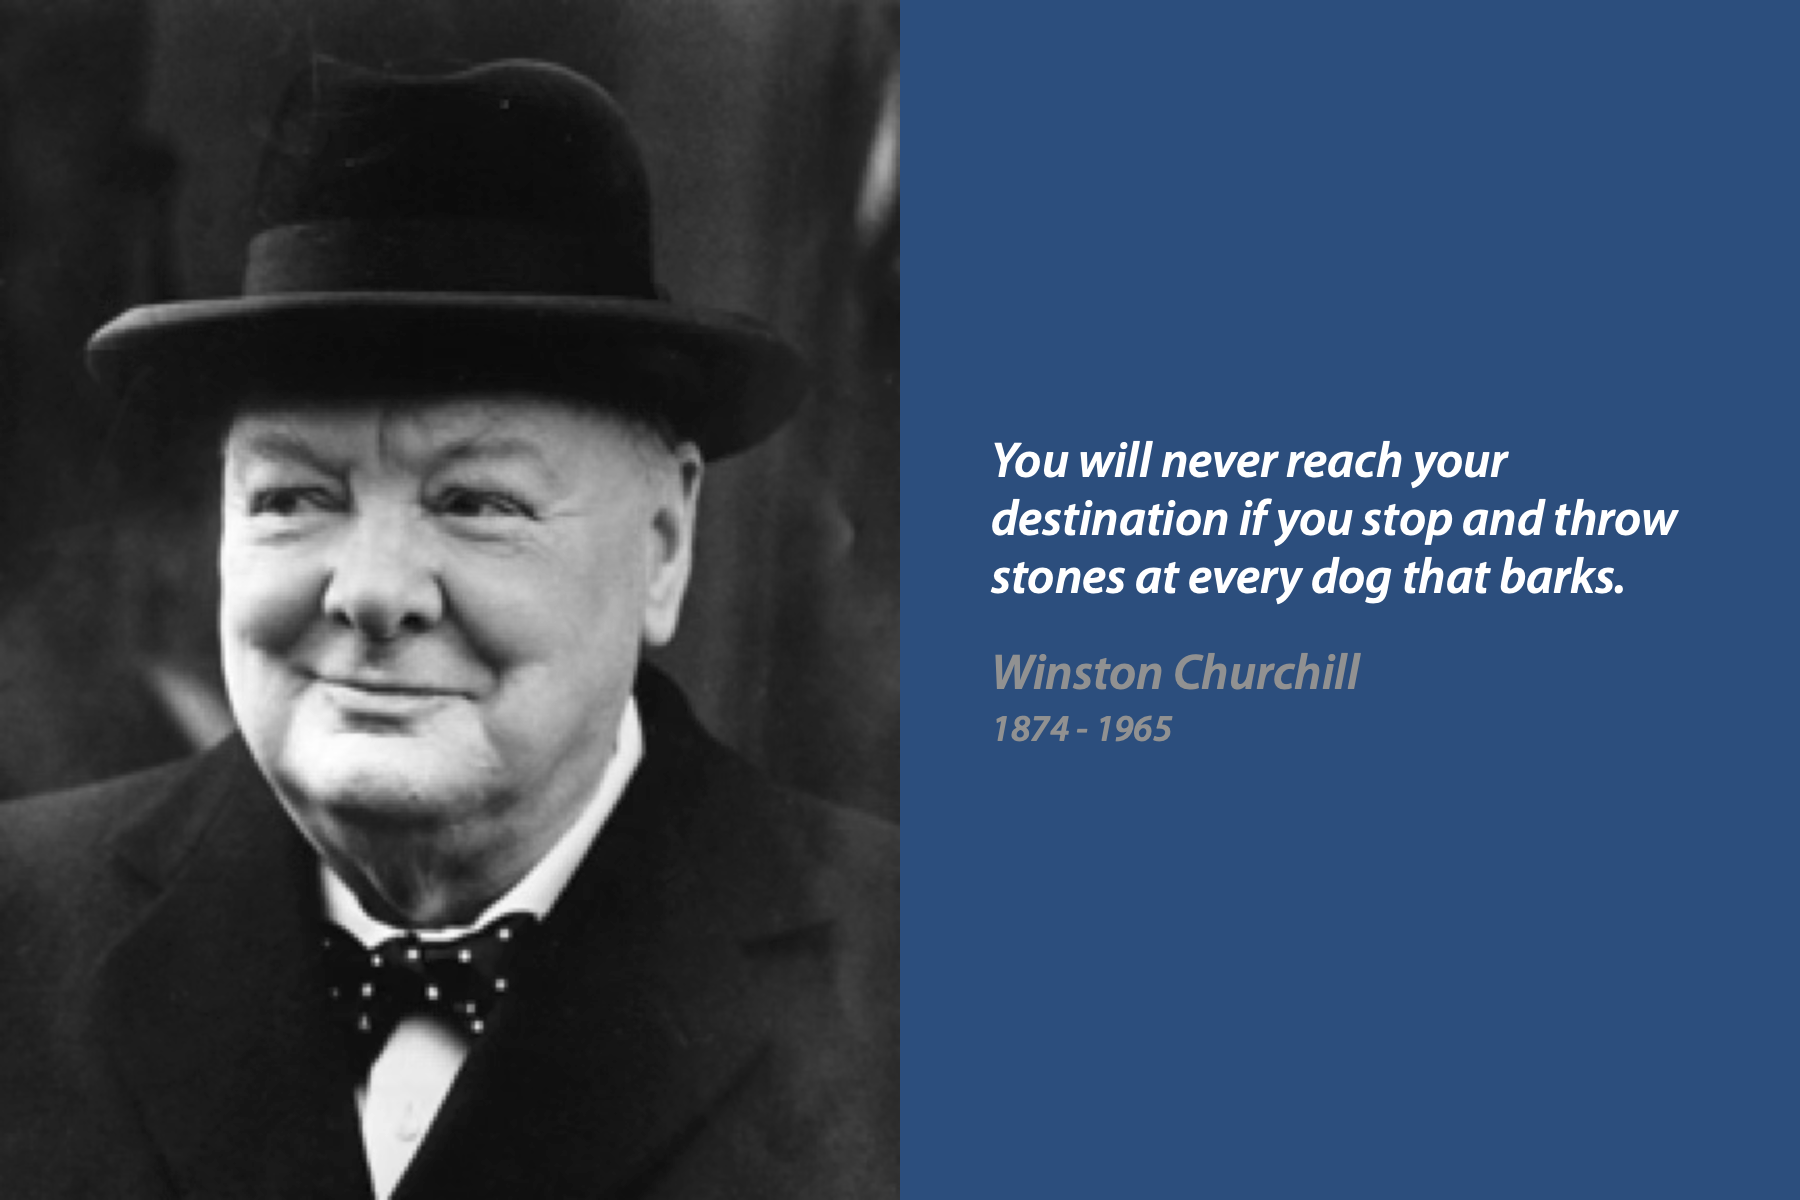 You will never reach your
destination if you stop and throw
stones at every dog that barks.
Winston Churchill
1874 - 1965